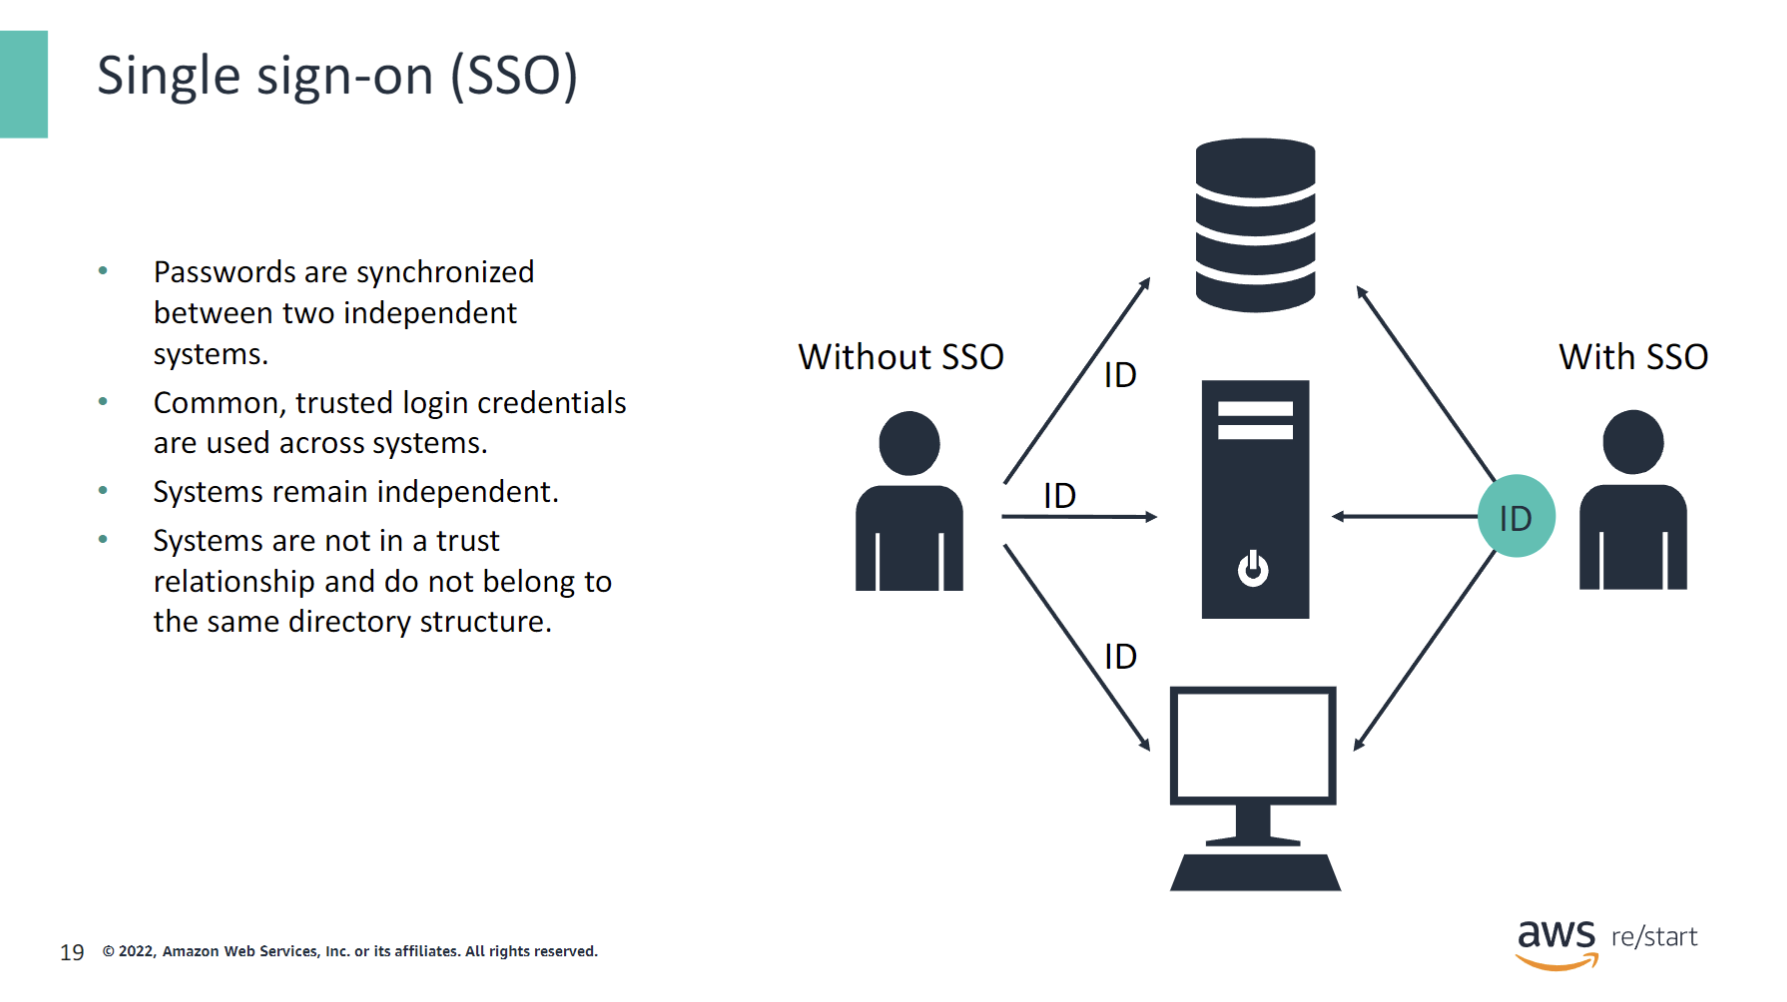 Single sign-on (SSO)
• Passwords are synchronized
between two independent
systems.
• Common, trusted login credentials
are used across systems.
• Systems remain independent.
• Systems are not in a trust
relationship and do not belong to
the same directory structure.
Without SSO
ID
ID
ID
With SSO
ID
19 © 2022, Amazon Web Services, Inc. or its affiliates. All rights reserved.
aws re/start